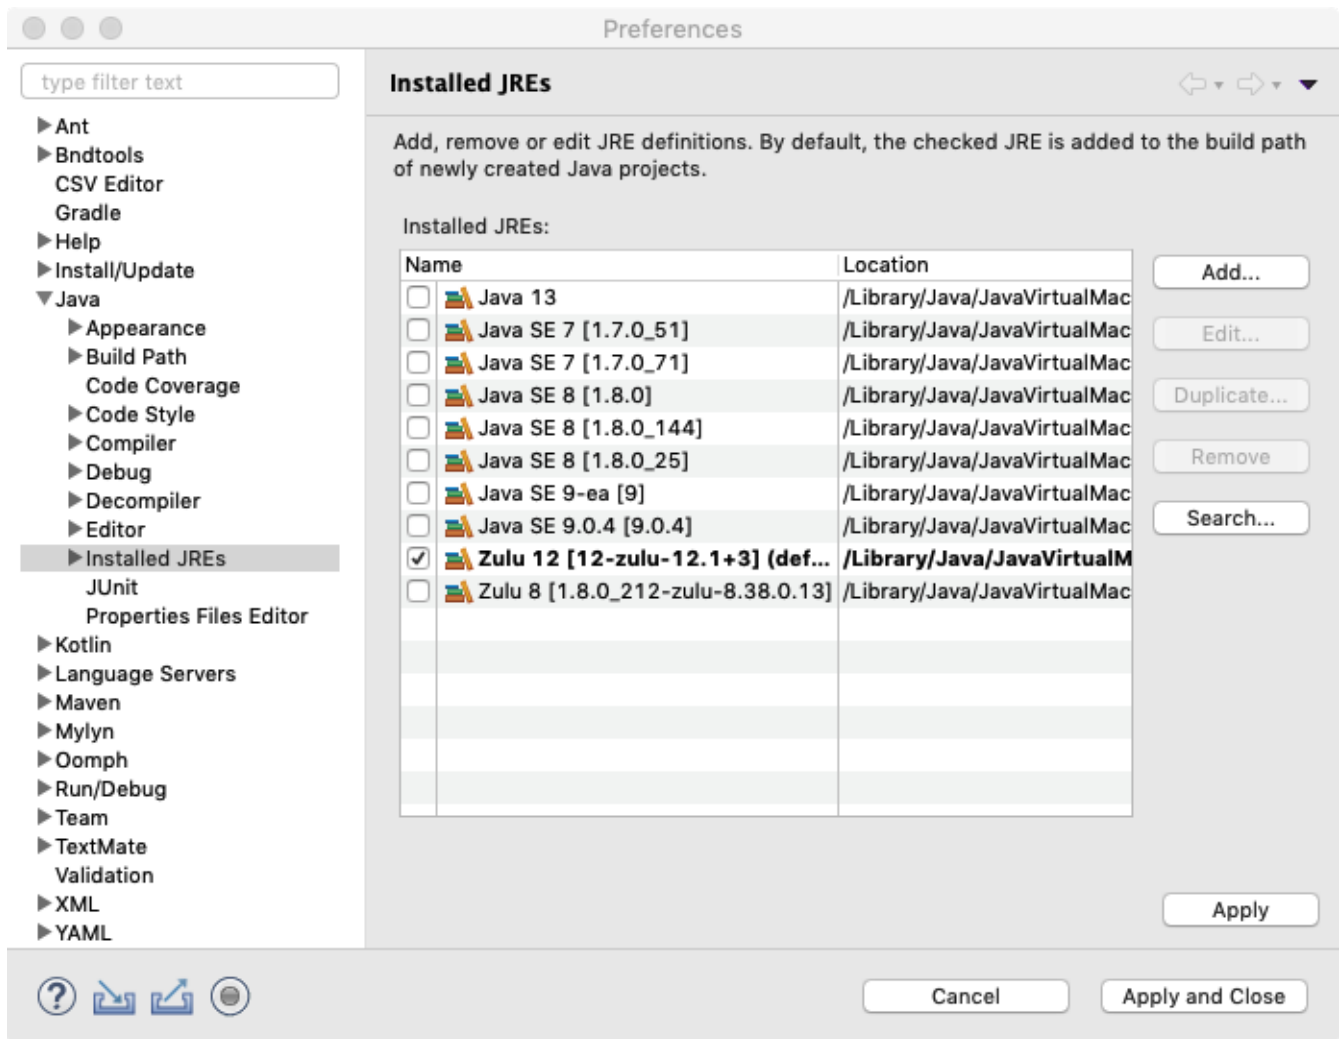 Preferences
type filter text
Ant
Bndtools
CSV Editor
Gradle
Help
Install/Update
Java
Appearance
Build Path
Code Coverage
Code Style
Compiler
Debug
Decompiler
Editor
Installed JREs
JUnit
Properties Files Editor
Kotlin
Language Servers
Maven
Mylyn
Oomph
Run/Debug
Team
TextMate
Validation
XML
YAML
Installed JREs
Add, remove or edit JRE definitions. By default, the checked JRE is added to the build path
of newly created Java projects.
Installed JREs:
Name Location
Java 13 /Library/Java/JavaVirtualMac
Java SE 7 [1.7.0_51] /Library/Java/JavaVirtualMac
Java SE 7 [1.7.0_71] /Library/Java/JavaVirtualMac
Java SE 8 [1.8.0] /Library/Java/JavaVirtualMac
Java SE 8 [1.8.0_144] /Library/Java/JavaVirtualMac
Java SE 8 [1.8.0_25] /Library/Java/JavaVirtualMac
Java SE 9-ea [9] /Library/Java/JavaVirtualMac
Java SE 9.0.4 [9.0.4] /Library/Java/JavaVirtualMac
Zulu 12 [12-zulu-12.1+3] (def... /Library/Java/JavaVirtualM
Zulu 8 [1.8.0_212-zulu-8.38.0.13] /Library/Java/JavaVirtualMac
Add...
Edit...
Duplicate...
Remove
Search...
Apply
?
Cancel
Apply and Close